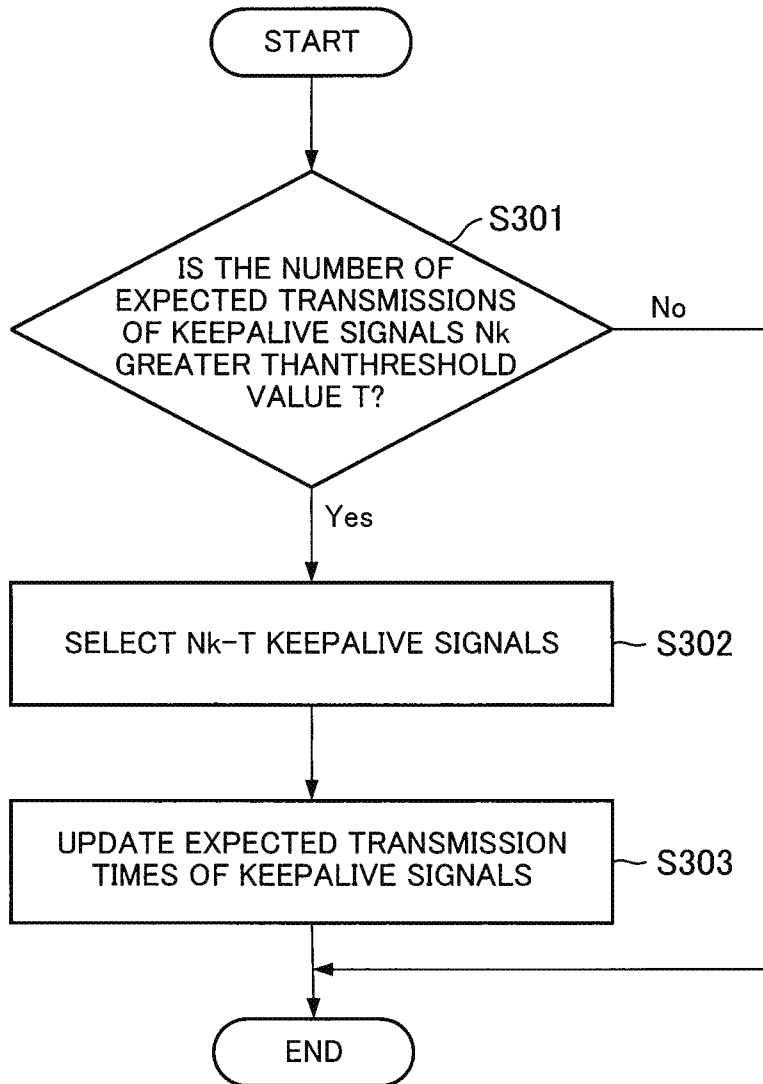 START
S301
IS THE NUMBER OF
EXPECTED TRANSMISSIONS
OF KEEPALIVE SIGNALS Nk
GREATER THANTHRESHOLD
VALUE T?
No
Yes
SELECT Nk-T KEEPALIVE SIGNALS
S302
UPDATE EXPECTED TRANSMISSION
TIMES OF KEEPALIVE SIGNALS
S303
END